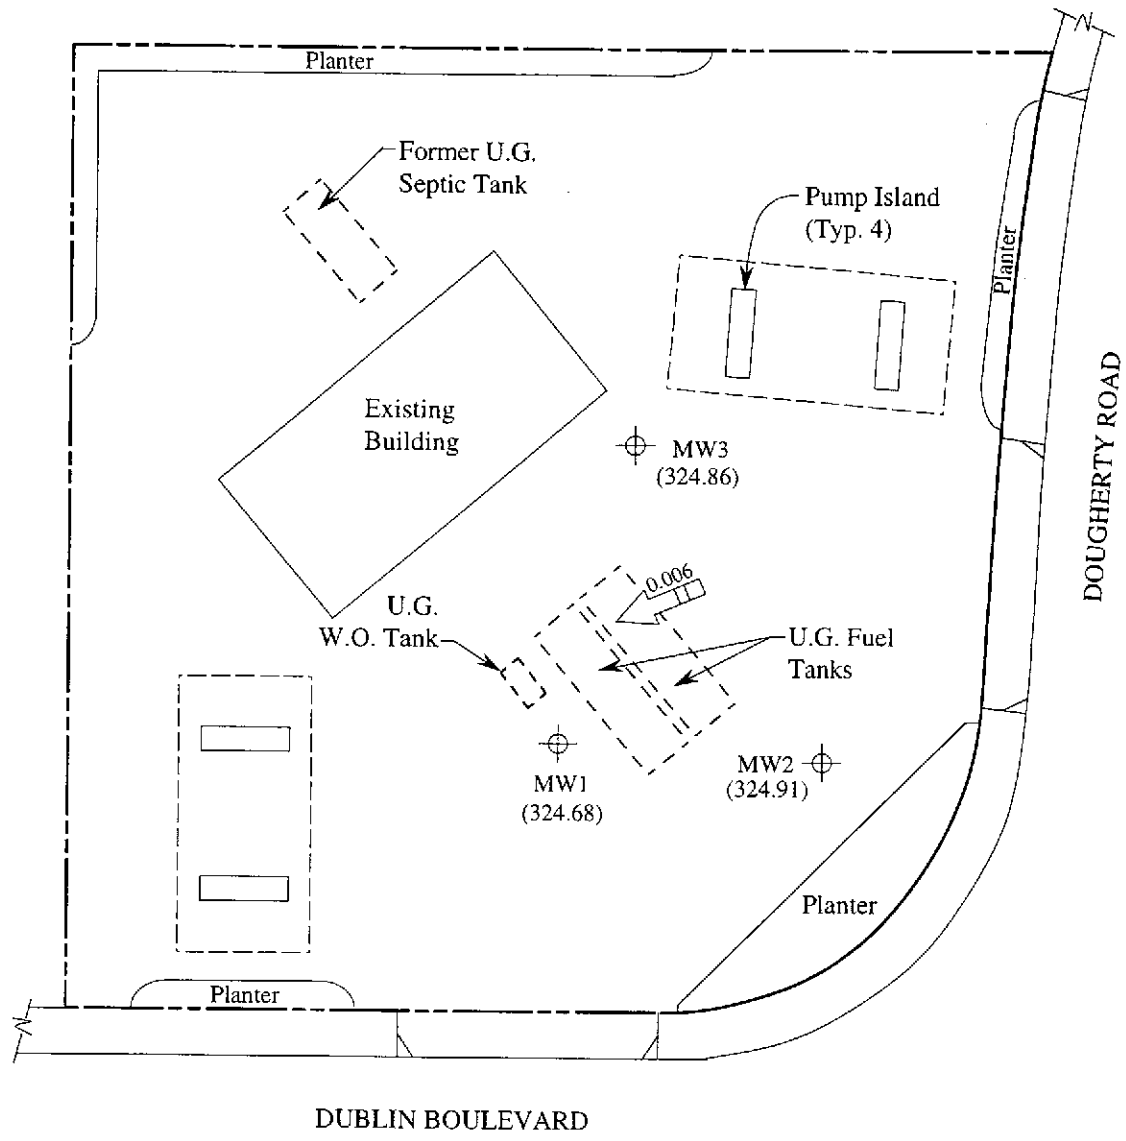 Planter
Former U.G.
Septic Tank
Pump Island
(Typ. 4)
Planter
Existing
Building
MW3
(324.86)
DOUGHERTY ROAD
0.006
U.G.
W.O. Tank
U.G. Fuel
Tanks
MW1
(324.68)
MW2
(324.91)
Planter
Planter
DUBLIN BOULEVARD